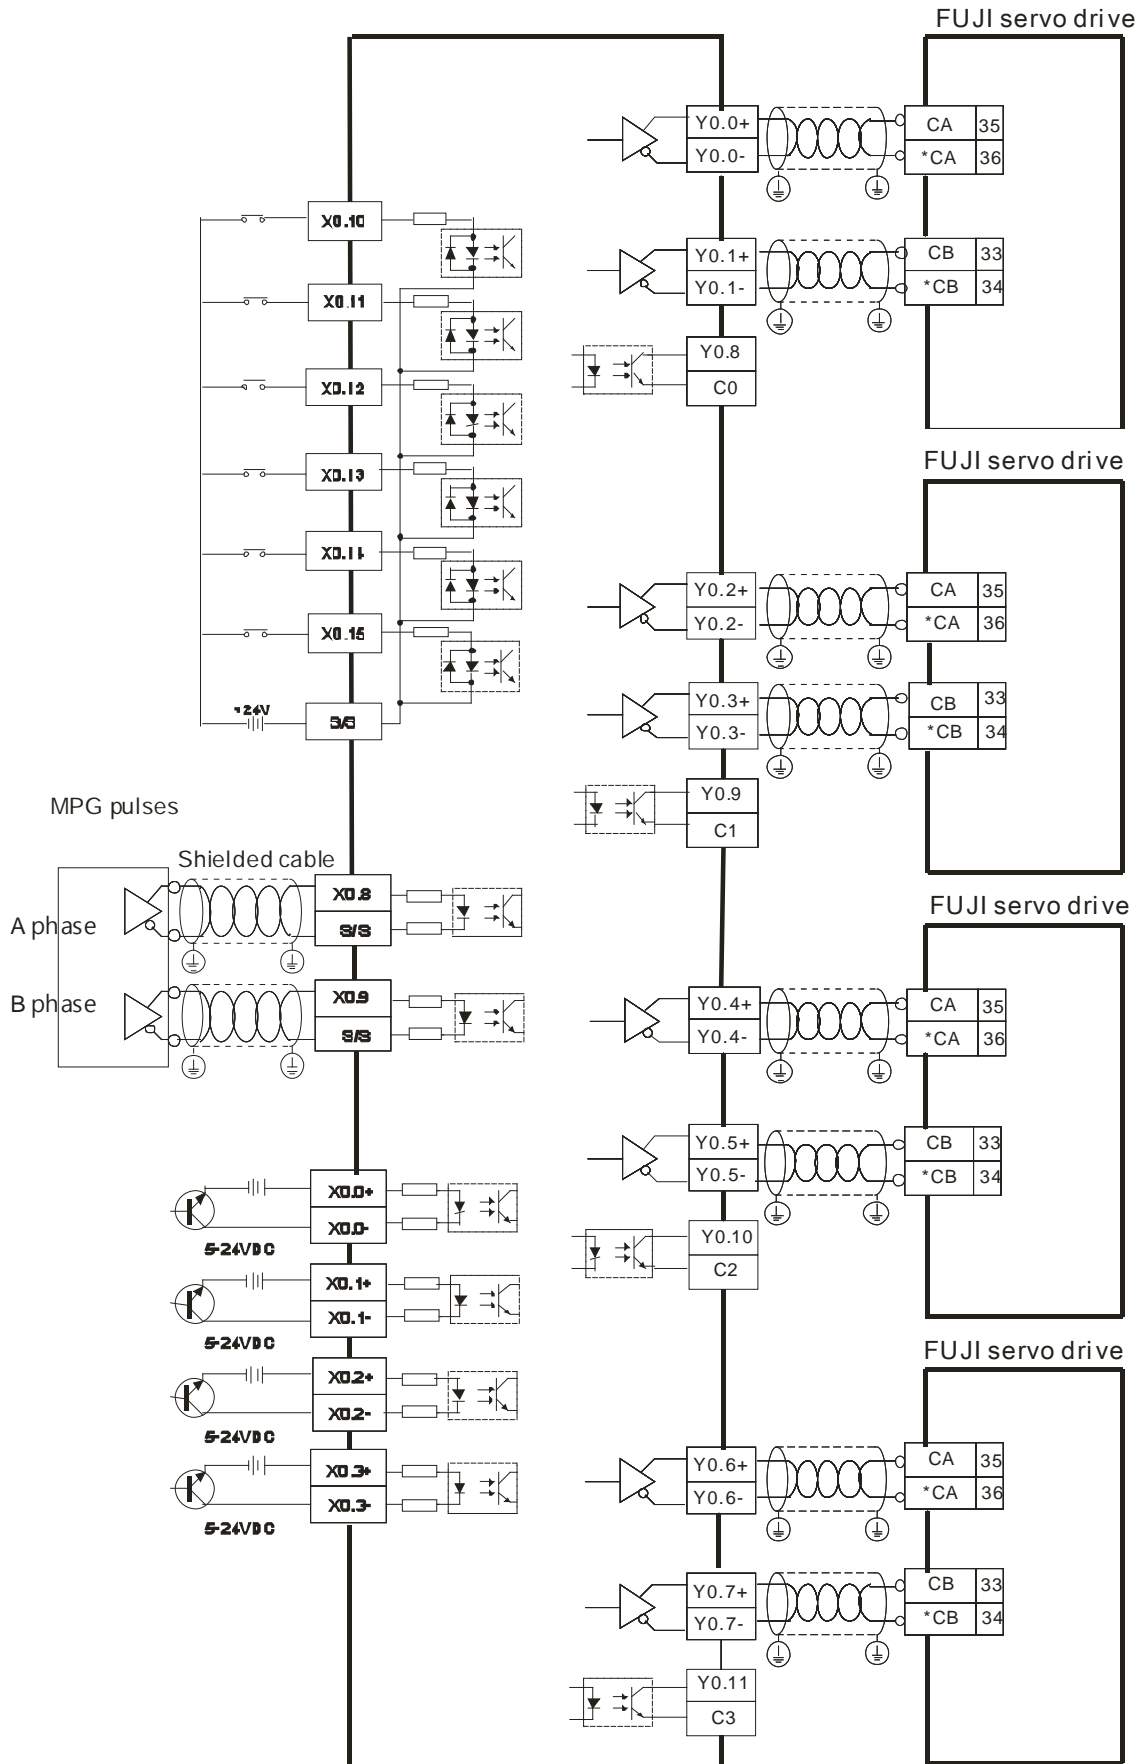 FUJI servo drive
Y0.0+
CA 35
Y0.0-
*CA 36
X0.10
Y0.1+
CB 33
Y0.1-
*CB 34
X0.11
Y0.8
C0
X0.12
FUJI servo drive
X0.13
X0.14
Y0.2+
CA 35
Y0.2-
*CA 36
X0.15
Y0.3+
CB 33
+24V
S/S
Y0.3-
*CB 34
MPG pulses
Y0.9
C1
Shielded cable
X0.8
A phase
S/S
FUJI servo drive
B phase
X0.9
S/S
Y0.4+
CA 35
Y0.4-
*CA 36
Y0.5+
CB 33
Y0.5-
*CB 34
X0.0+
X0.0-
5-24VDC
Y0.10
C2
X0.1+
X0.1-
5-24VDC
FUJI servo drive
X0.2+
X0.2-
5-24VDC
Y0.6+
CA 35
X0.3+
Y0.6-
*CA 36
X0.3-
5-24VDC
Y0.7+
CB 33
Y0.7-
*CB 34
Y0.11
C3